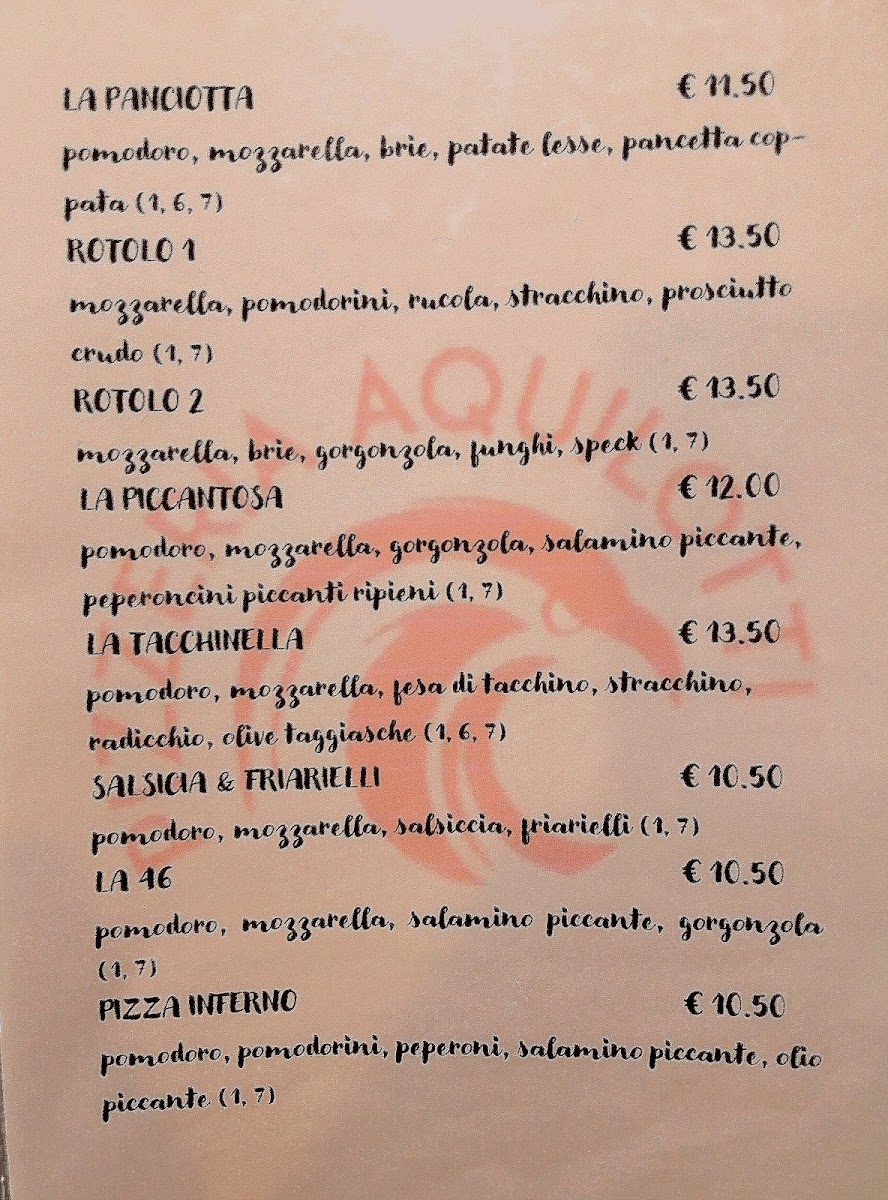 LA PANCIOTTA € 11.50
pomodoro, mozzarella, brie, patate lesse, pancetta cop-
pata (1, 6, 7)
ROTOLO 1 € 13.50
mozzarella, pomodorini, rucola, stracchino, prosciutto
crudo (1, 7)
ROTOLO 2 € 13.50
mozzarella, brie, gorgonzola, funghi, speck (1, 7)
LA PICCANTOSA € 12.00
pomodoro, mozzarella, gorgonzola, salamino piccante,
peperoncini piccanti ripieni (1, 7)
LA TACCHINELLA € 13.50
pomodoro, mozzarella, fesa di tacchino, stracchino,
radicchio, olive taggiasche (1, 6, 7)
SALSICIA & FRIARIELLI € 10.50
pomodoro, mozzarella, salsiccia, friarielli (1, 7)
LA 46 € 10.50
pomodoro, mozzarella, salamino piccante, gorgonzola
(1, 7)
PIZZA INFERNO € 10.50
pomodoro, pomodorini, peperoni, salamino piccante, olio
piccante (1, 7)
PIZZERIA AQUILOTTI